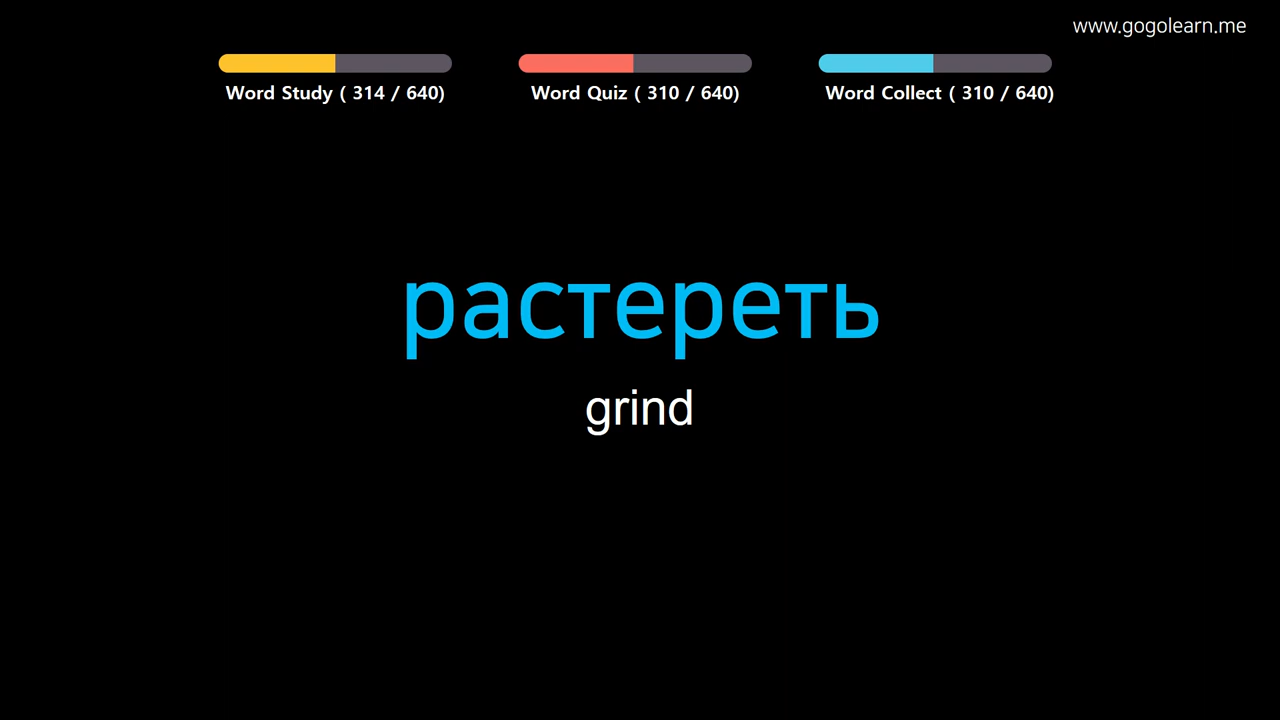 www.gogolearn.me
Word Study ( 314 / 640)
Word Quiz ( 310 / 640)
Word Collect ( 310 / 640)
растереть
grind